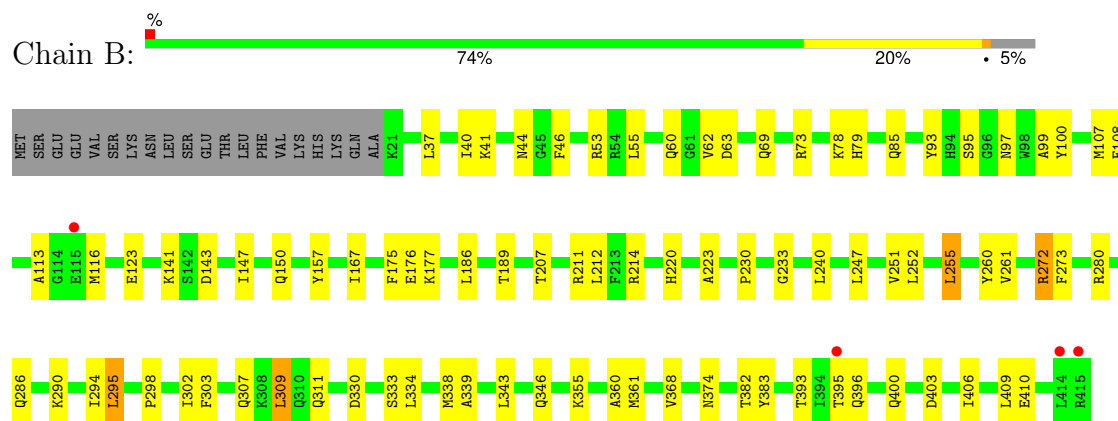 %
Chain B:
74% 20% • 5%
MET SER GLU GLU VAL SER LYS ASN LEU SER GLU THR LEU PHE VAL LYS HIS LYS GLN ALA K21 L37 I40 K41 N44 G45 F46 R53 R54 L55 Q60 G61 V62 D63 Q69 R73 K78 H79 Q85 Y93 H94 S95 G96 N97 W98 A99 Y100 M107 E108
A113 G114 E115 M116 E123 K141 S142 D143 I147 Q150 Y157 I167 F175 E176 K177 L186 T189 T207 R211 L212 F213 R214 H220 A223 P230 G233 L240 L247 V251 L252 L255 Y260 V261 R272 F273 R280
Q286 K290 I294 L295 P298 I302 F303 Q307 K308 L309 Q310 Q311 D330 S333 L334 M338 A339 L343 Q346 K355 A360 M361 V368 N374 T382 Y383 T393 I394 T395 Q396 Q400 D403 I406 L409 E410 L414 R415